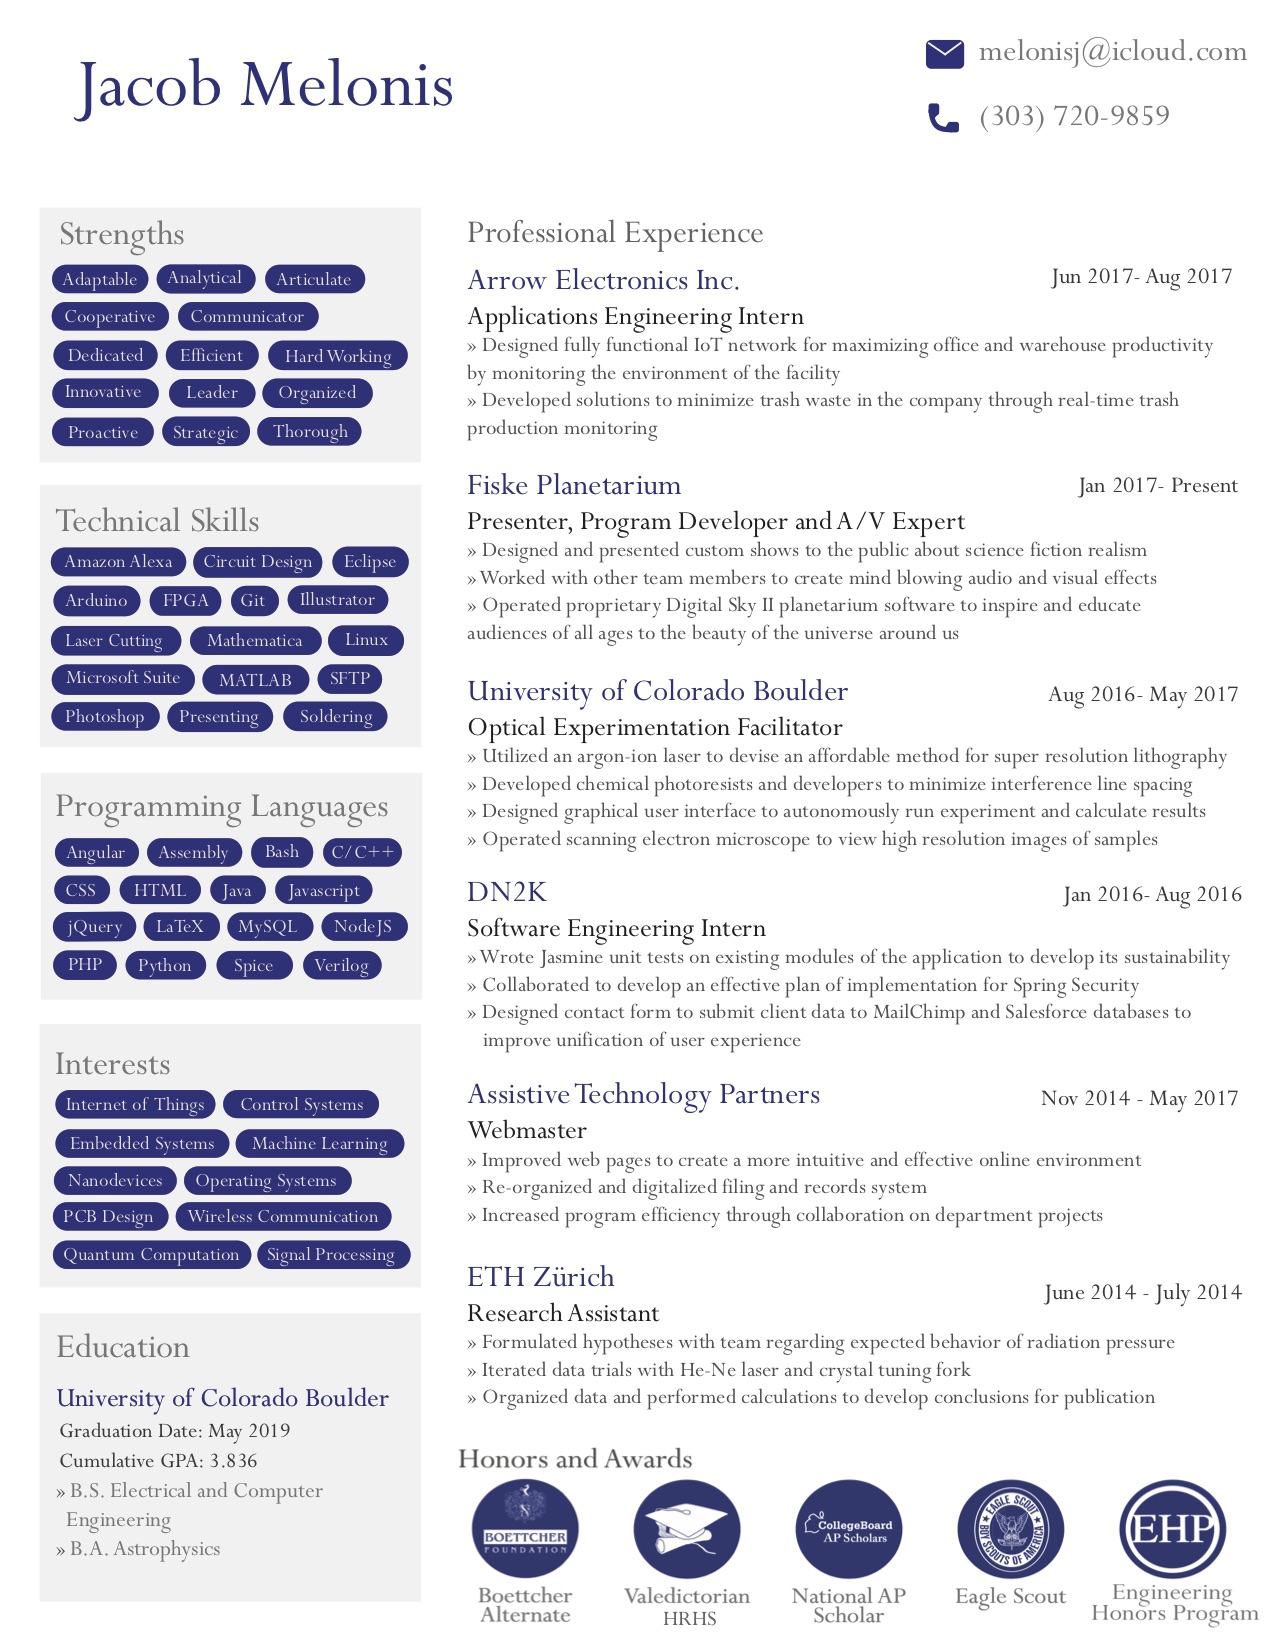 Jacob Melonis
melonisj@icloud.com
(303) 720-9859
Strengths
Adaptable Analytical Articulate
Cooperative Communicator
Dedicated Efficient Hard Working
Innovative Leader Organized
Proactive Strategic Thorough
Technical Skills
Amazon Alexa Circuit Design Eclipse
Arduino FPGA Git Illustrator
Laser Cutting Mathematica Linux
Microsoft Suite MATLAB SFTP
Photoshop Presenting Soldering
Programming Languages
Angular Assembly Bash C/C++
CSS HTML Java Javascript
jQuery LaTeX MySQL NodeJS
PHP Python Spice Verilog
Interests
Internet of Things Control Systems
Embedded Systems Machine Learning
Nanodevices Operating Systems
PCB Design Wireless Communication
Quantum Computation Signal Processing
Education
University of Colorado Boulder
Graduation Date: May 2019
Cumulative GPA: 3.836
» B.S. Electrical and Computer
Engineering
» B.A. Astrophysics
Professional Experience
Arrow Electronics Inc. Jun 2017- Aug 2017
Applications Engineering Intern
» Designed fully functional IoT network for maximizing office and warehouse productivity
by monitoring the environment of the facility
» Developed solutions to minimize trash waste in the company through real-time trash
production monitoring
Fiske Planetarium Jan 2017- Present
Presenter, Program Developer and A/V Expert
» Designed and presented custom shows to the public about science fiction realism
» Worked with other team members to create mind blowing audio and visual effects
» Operated proprietary Digital Sky II planetarium software to inspire and educate
audiences of all ages to the beauty of the universe around us
University of Colorado Boulder Aug 2016- May 2017
Optical Experimentation Facilitator
» Utilized an argon-ion laser to devise an affordable method for super resolution lithography
» Developed chemical photoresists and developers to minimize interference line spacing
» Designed graphical user interface to autonomously run experiment and calculate results
» Operated scanning electron microscope to view high resolution images of samples
DN2K Jan 2016- Aug 2016
Software Engineering Intern
» Wrote Jasmine unit tests on existing modules of the application to develop its sustainability
» Collaborated to develop an effective plan of implementation for Spring Security
» Designed contact form to submit client data to MailChimp and Salesforce databases to
improve unification of user experience
Assistive Technology Partners Nov 2014 - May 2017
Webmaster
» Improved web pages to create a more intuitive and effective online environment
» Re-organized and digitalized filing and records system
» Increased program efficiency through collaboration on department projects
ETH Zürich June 2014 - July 2014
Research Assistant
» Formulated hypotheses with team regarding expected behavior of radiation pressure
» Iterated data trials with He-Ne laser and crystal tuning fork
» Organized data and performed calculations to develop conclusions for publication
Honors and Awards
N
BOETTCHER
FOUNDATION
CollegeBoard
AP Scholars
EAGLE SCOUT
BOY SCOUTS OF AMERICA
EHP
Boettcher
Alternate
Valedictorian
HRHS
National AP
Scholar
Eagle Scout
Engineering
Honors Program